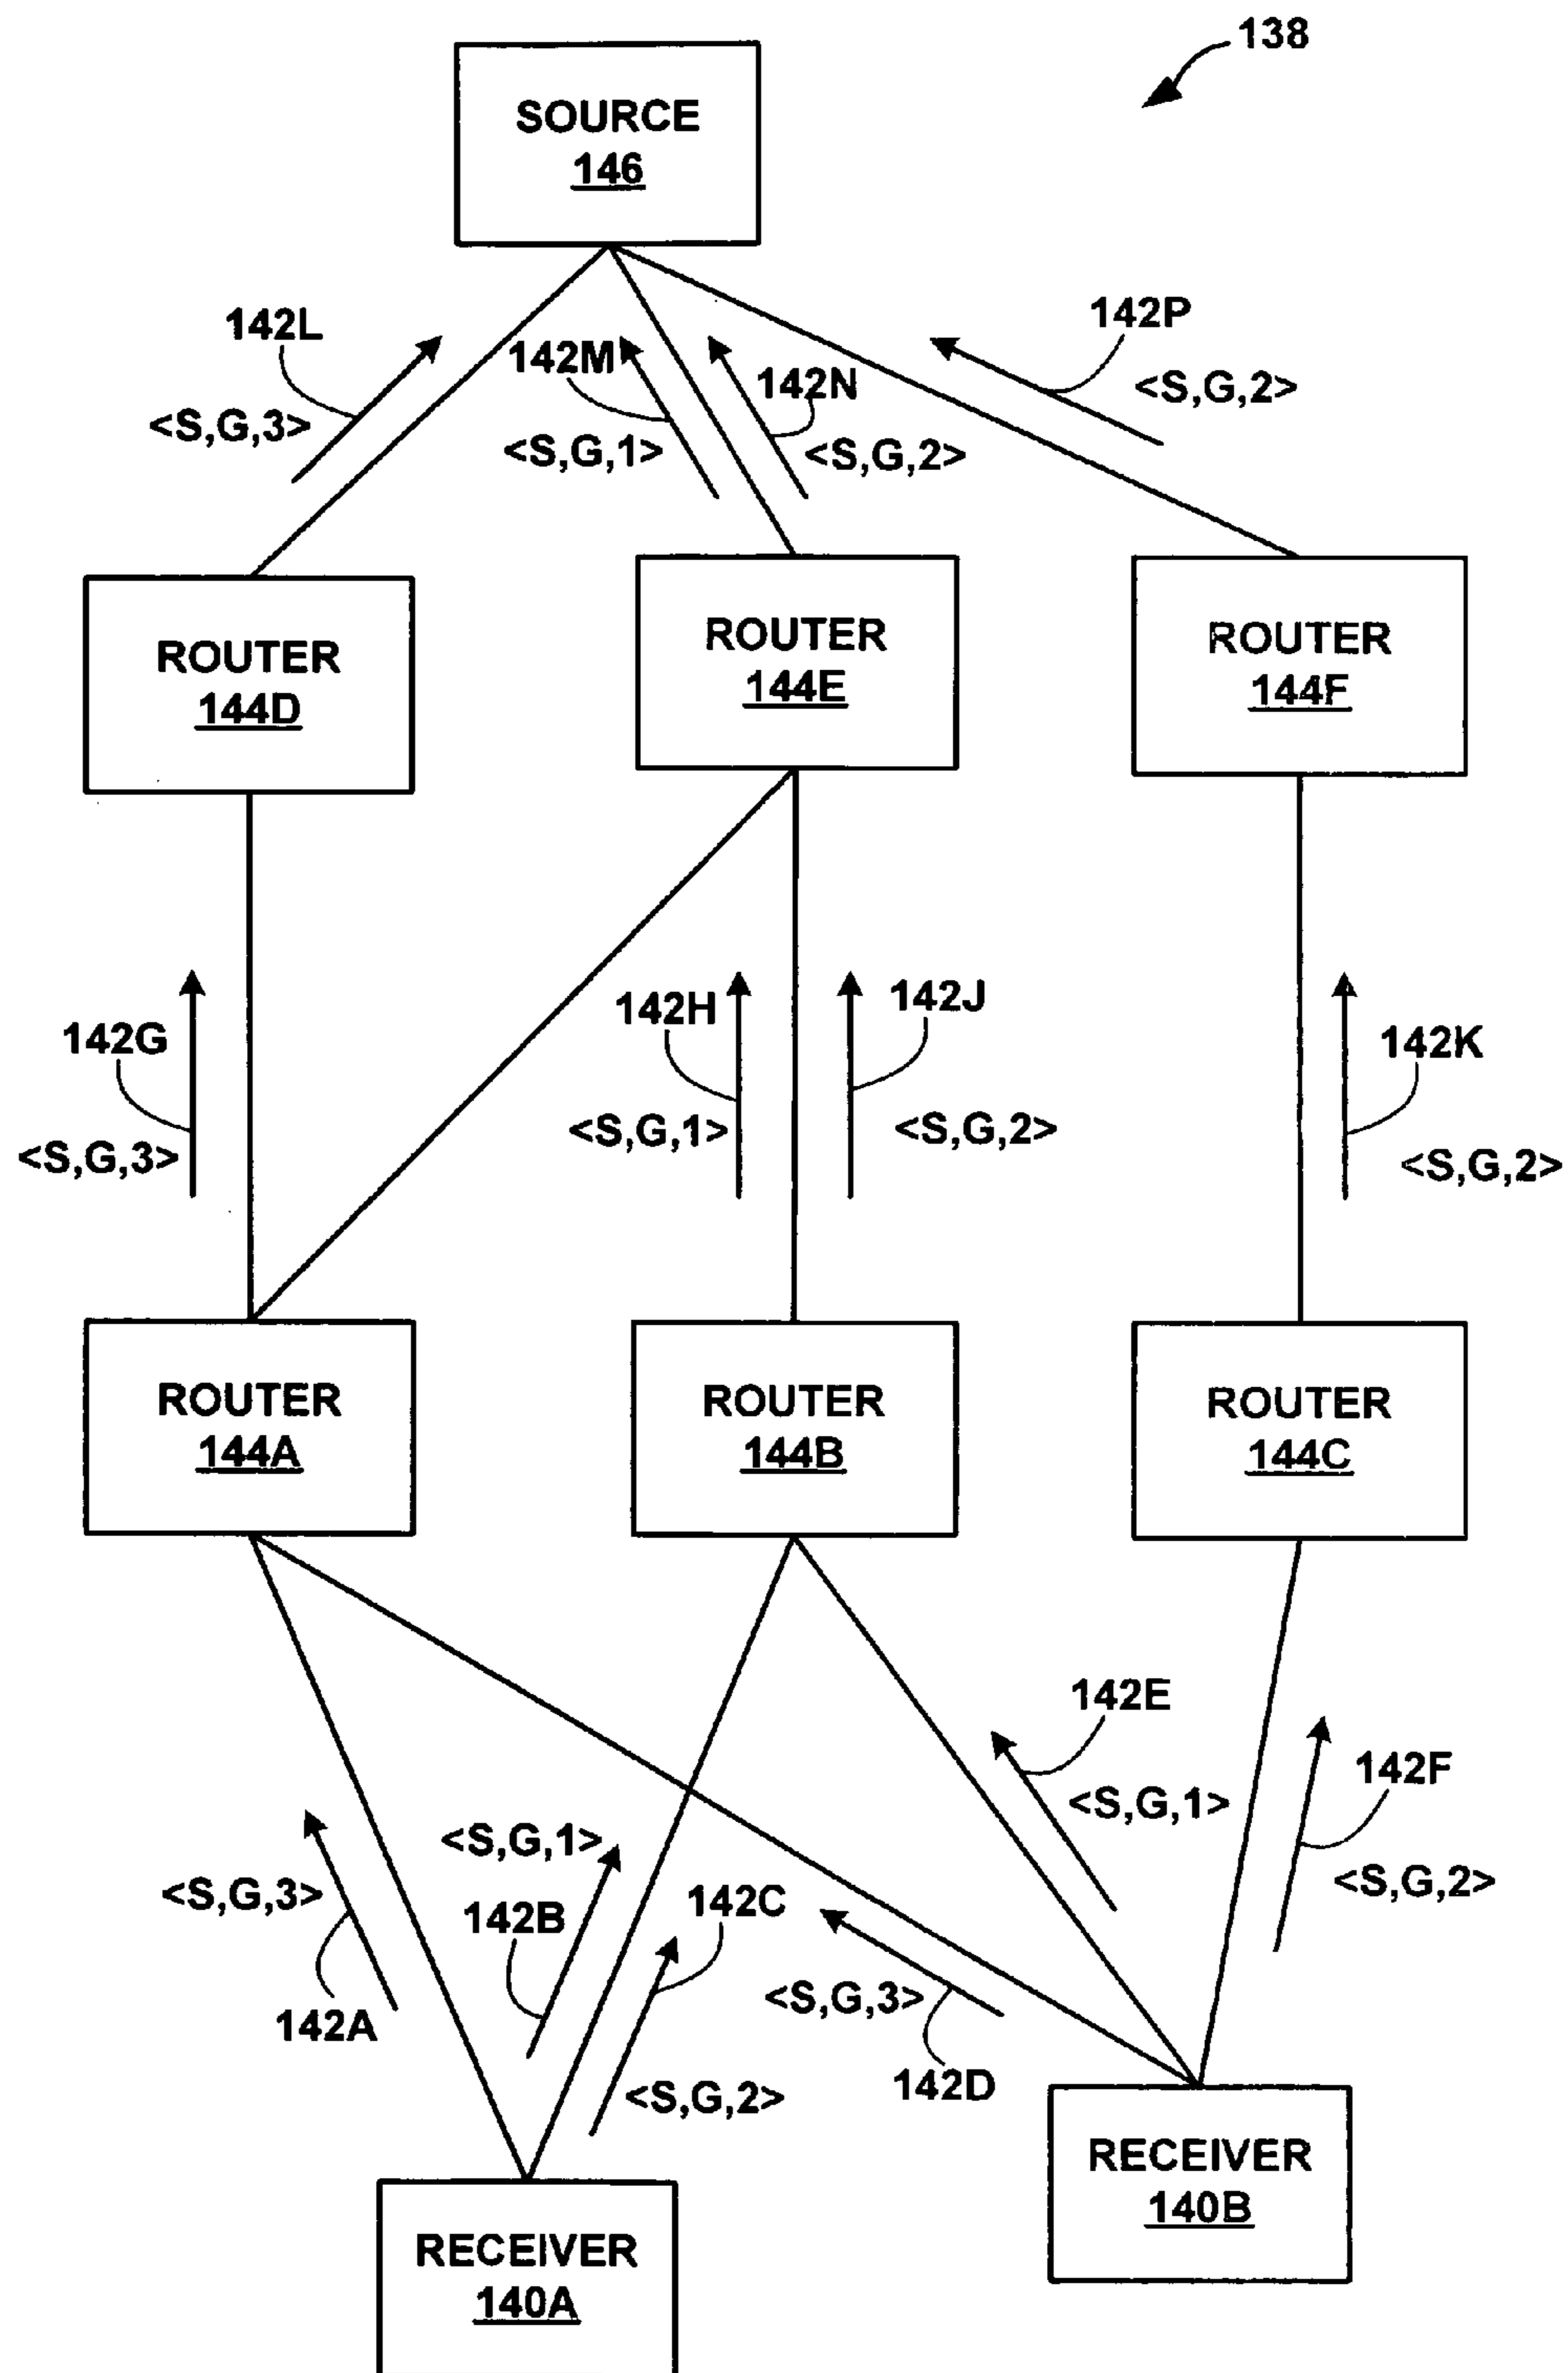 138
SOURCE
146
142L
142M
142N
142P
<S,G,3>
<S,G,1>
<S,G,2>
<S,G,2>
ROUTER
144D
ROUTER
144E
ROUTER
144F
142G
142H
142J
142K
<S,G,3>
<S,G,1>
<S,G,2>
<S,G,2>
ROUTER
144A
ROUTER
144B
ROUTER
144C
142E
142F
<S,G,1>
<S,G,1>
<S,G,3>
142B
142C
<S,G,2>
142A
<S,G,3>
142D
<S,G,2>
RECEIVER
140B
RECEIVER
140A